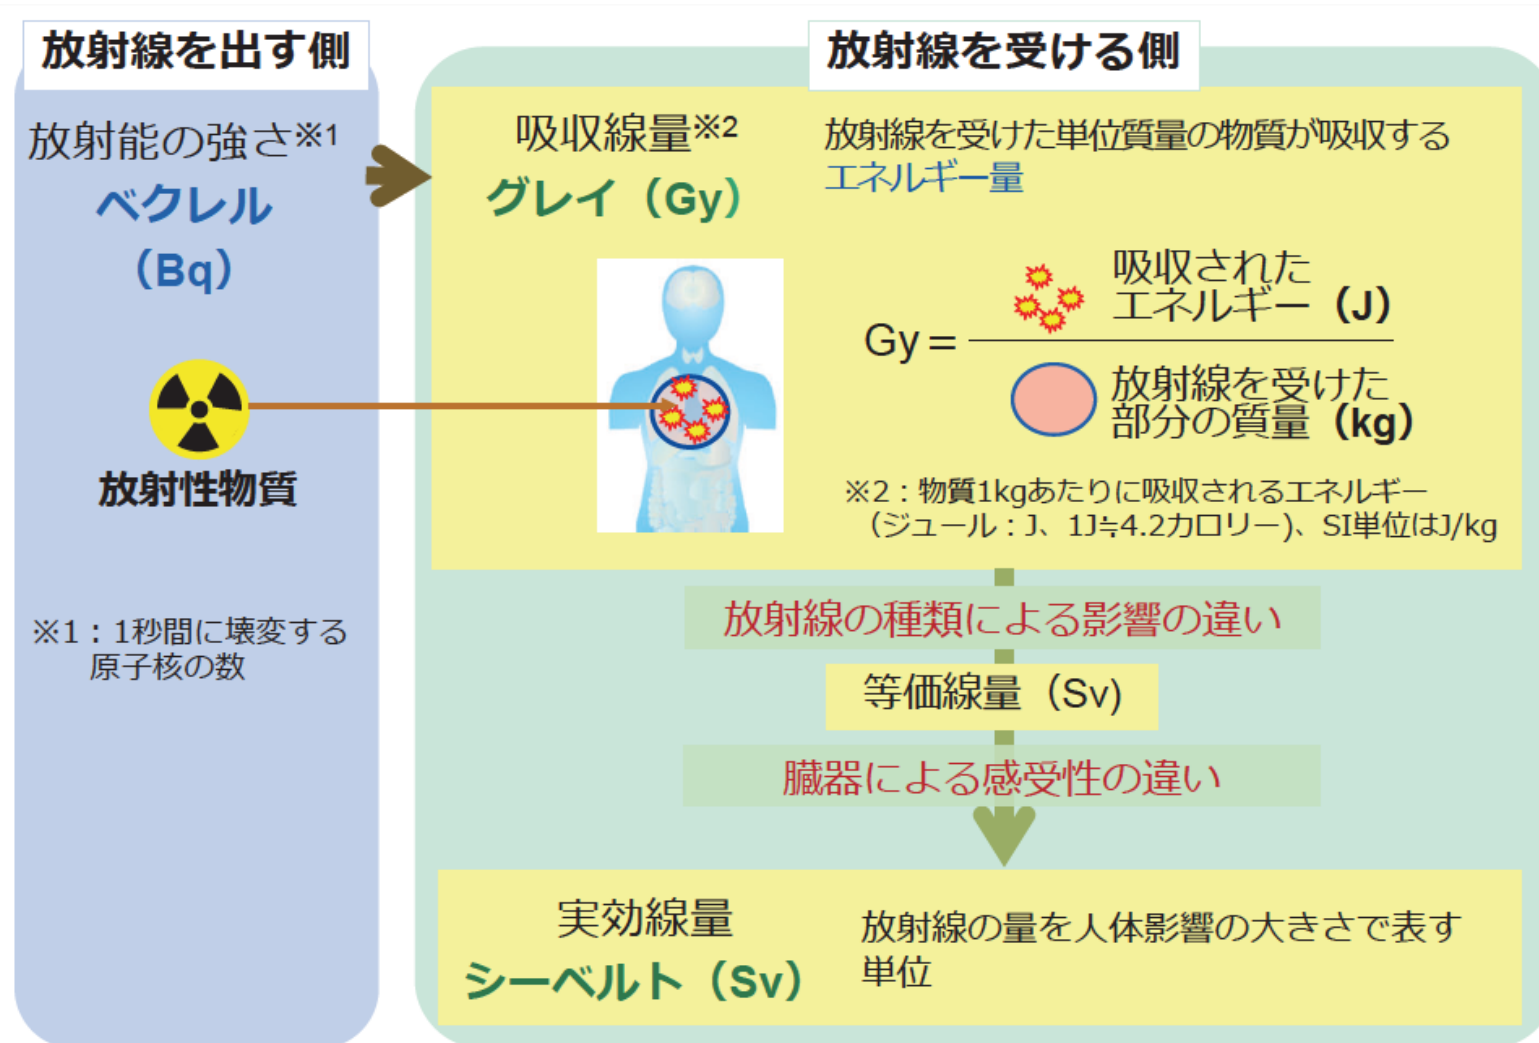 放射線を出す側
放射能の強さ※1
ベクレル
（Bq）
放射性物質
※1：1秒間に壊変する
原子核の数
放射線を受ける側
吸収線量※2
グレイ（Gy）
放射線を受けた単位質量の物質が吸収する
エネルギー量
Gy＝
吸収された
エネルギー（J）
放射線を受けた
部分の質量（kg）
※2：物質1kgあたりに吸収されるエネルギー
（ジュール：J、1J≒4.2カロリー）、SI単位はJ/kg
放射線の種類による影響の違い
等価線量（Sv）
臓器による感受性の違い
実効線量
シーベルト（Sv）
放射線の量を人体影響の大きさで表す
単位